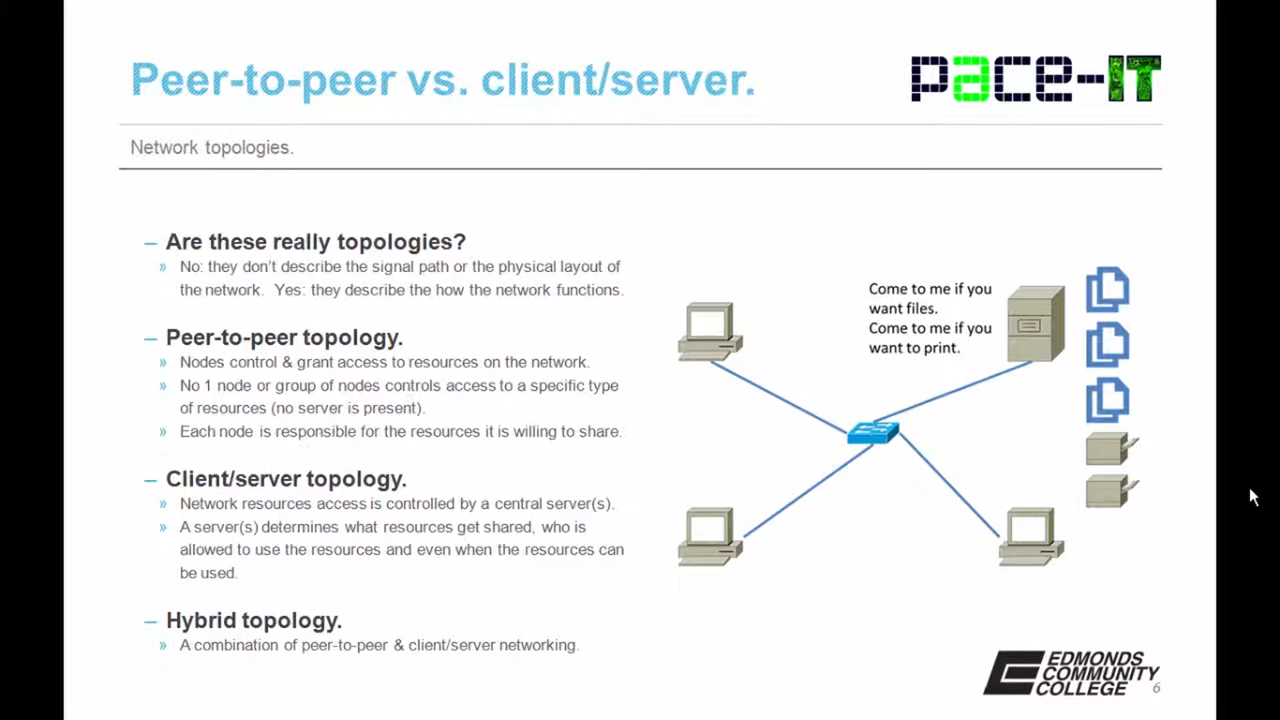 Peer-to-peer vs. client/server.
pace-IT
Network topologies.
– Are these really topologies?
» No: they don't describe the signal path or the physical layout of
the network. Yes: they describe the how the network functions.
– Peer-to-peer topology.
» Nodes control & grant access to resources on the network.
» No 1 node or group of nodes controls access to a specific type
of resources (no server is present).
» Each node is responsible for the resources it is willing to share.
– Client/server topology.
» Network resources access is controlled by a central server(s).
» A server(s) determines what resources get shared, who is
allowed to use the resources and even when the resources can
be used.
– Hybrid topology.
» A combination of peer-to-peer & client/server networking.
Come to me if you
want files.
Come to me if you
want to print.
EDMONDS
COMMUNITY
COLLEGE
6